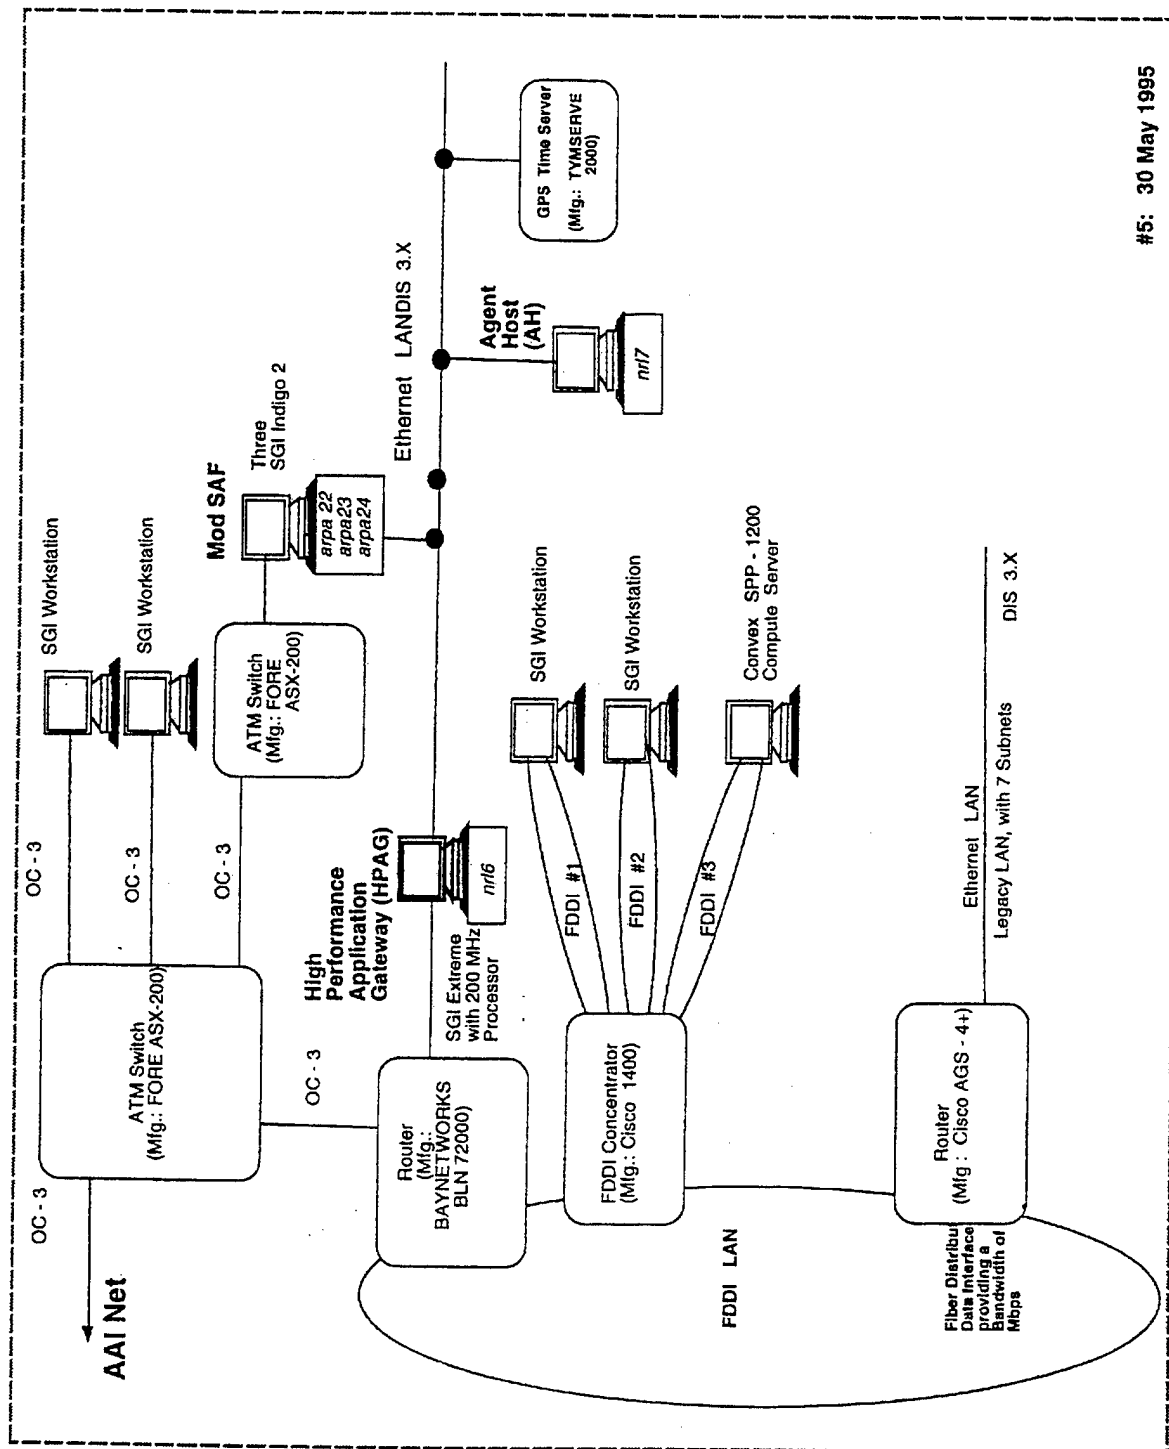 AAI Net
OC - 3
ATM Switch
(Mfg.: FORE ASX-200)
OC - 3
OC - 3
OC - 3
SGI Workstation
SGI Workstation
ATM Switch
(Mfg.: FORE
ASX-200)
Mod SAF
Three
SGI Indigo 2
arpa 22
arpa23
arpa24
OC - 3
Router
(Mfg.:
BAYNETWORKS
BLN 72000)
High
Performance
Application
Gateway (HPAG)
SGI Extreme
with 200 MHz
Processor
nrl6
Ethernet LANDIS 3.X
Agent
Host
(AH)
nrl7
GPS Time Server
(Mfg.: TYMSERVE
2000)
FDDI Concentrator
(Mfg.: Cisco 1400)
FDDI #1
FDDI #2
FDDI #3
SGI Workstation
SGI Workstation
Convex SPP - 1200
Compute Server
FDDI LAN
Router
(Mfg : Cisco AGS - 4+)
Fiber Distribu
Data Interface
providing a
Bandwidth of
Mbps
Ethernet LAN
Legacy LAN, with 7 Subnets
DIS 3.X
#5: 30 May 1995